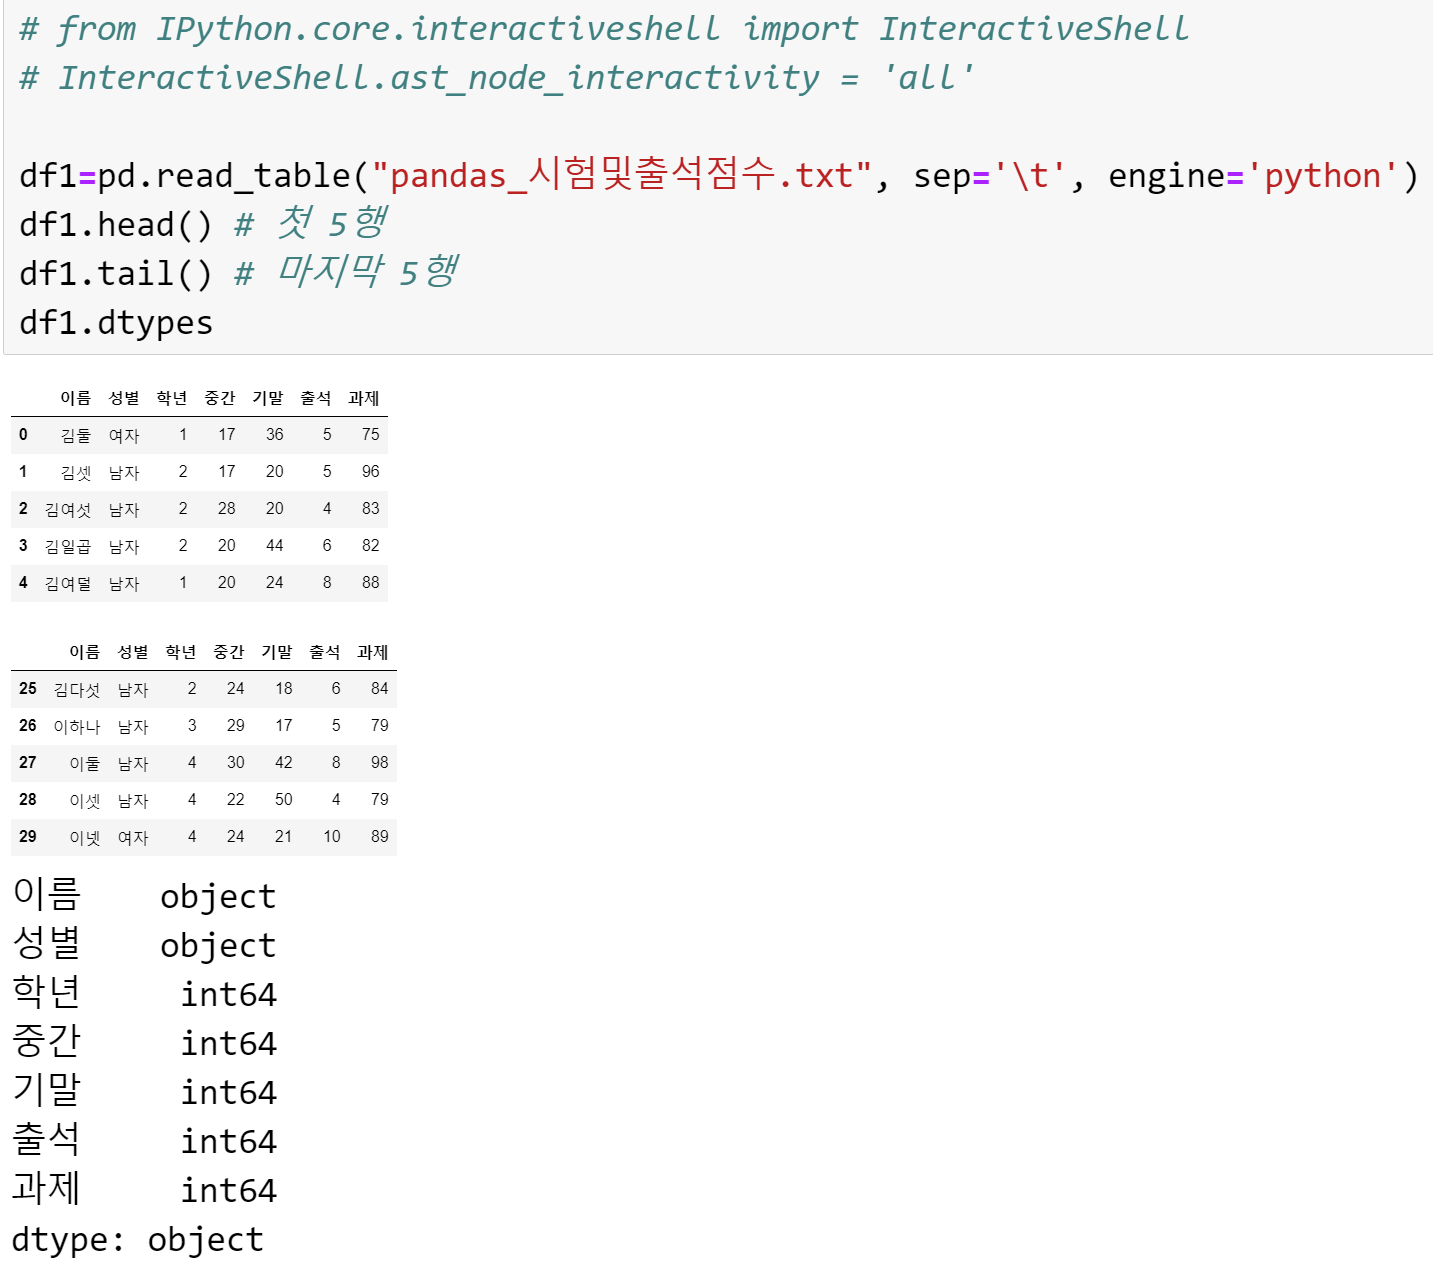 # from IPython.core.interactiveshell import InteractiveShell
# InteractiveShell.ast_node_interactivity = 'all'
df1=pd.read_table("pandas_시험및출석점수.txt", sep='\t', engine='python')
df1.head() # 첫 5행
df1.tail() # 마지막 5행
df1.dtypes
이름 성별 학년 중간 기말 출석 과제
0 김둘 여자 1 17 36 5 75
1 김셋 남자 2 17 20 5 96
2 김여섯 남자 2 28 20 4 83
3 김일곱 남자 2 20 44 6 82
4 김여덜 남자 1 20 24 8 88
이름 성별 학년 중간 기말 출석 과제
25 김다섯 남자 2 24 18 6 84
26 이하나 남자 3 29 17 5 79
27 이둘 남자 4 30 42 8 98
28 이셋 남자 4 22 50 4 79
29 이넷 여자 4 24 21 10 89
이름 object
성별 object
학년 int64
중간 int64
기말 int64
출석 int64
과제 int64
dtype: object